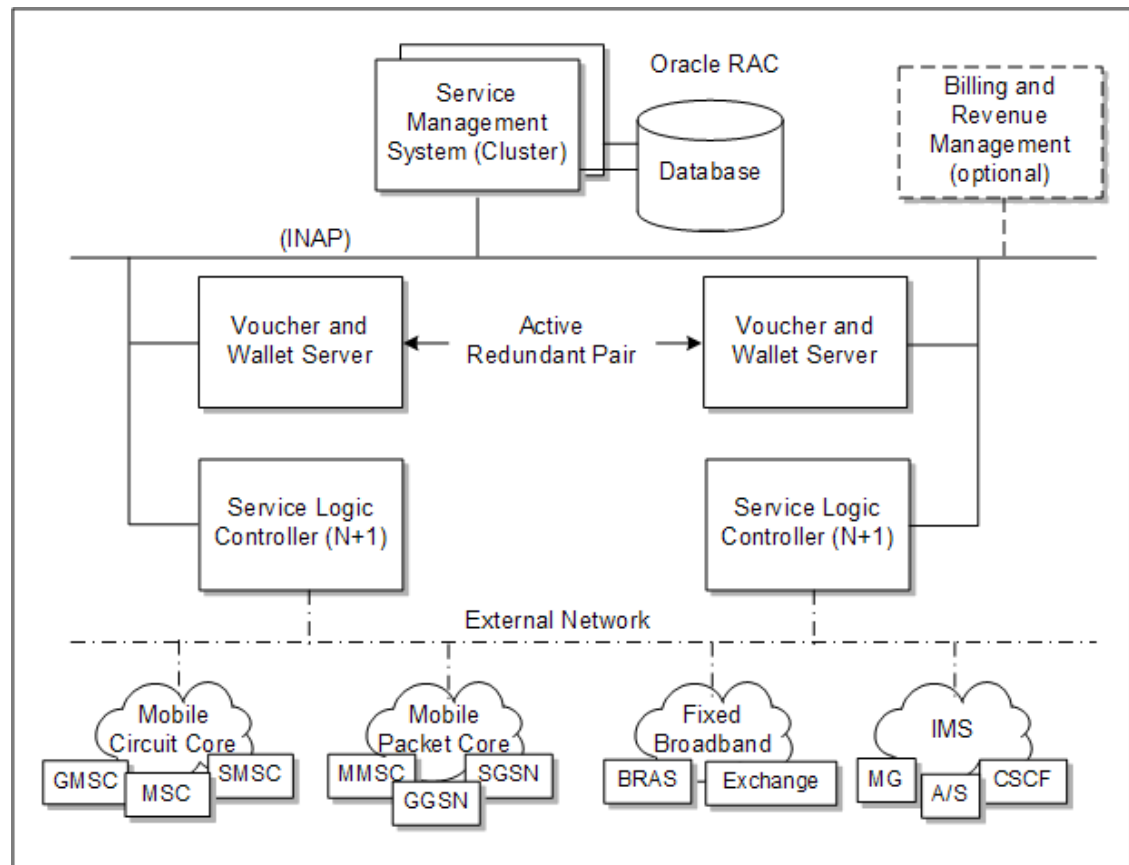 Oracle RAC
Service
Management
System (Cluster)
Database
Billing and
Revenue
Management
(optional)
(INAP)
Voucher and
Wallet Server
Active
Redundant Pair
Voucher and
Wallet Server
Service Logic
Controller (N+1)
Service Logic
Controller (N+1)
External Network
Mobile
Circuit Core
GMSC
MSC
SMSC
Mobile
Packet Core
MMSC
GGSN
SGSN
Fixed
Broadband
BRAS
Exchange
IMS
MG
A/S
CSCF